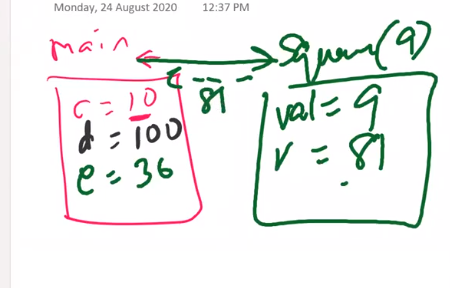 Monday, 24 August 2020 12:37 PM
main
Square(9)
81
c = 10
d = 100
e = 36
val = 9
r = 81